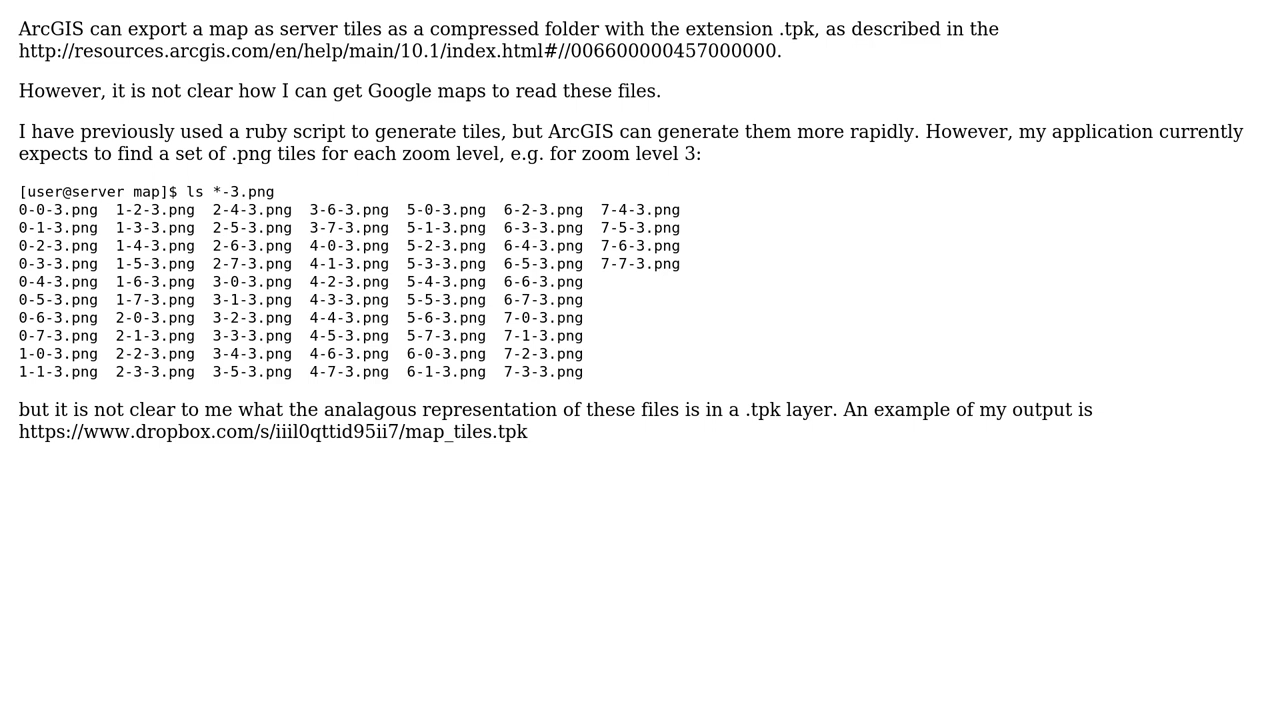 ArcGIS can export a map as server tiles as a compressed folder with the extension .tpk, as described in the
http://resources.arcgis.com/en/help/main/10.1/index.html#//006600000457000000.
However, it is not clear how I can get Google maps to read these files.
I have previously used a ruby script to generate tiles, but ArcGIS can generate them more rapidly. However, my application currently
expects to find a set of .png tiles for each zoom level, e.g. for zoom level 3:
[user@server map]$ ls *-3.png
0-0-3.png  1-2-3.png  2-4-3.png  3-6-3.png  5-0-3.png  6-2-3.png  7-4-3.png
0-1-3.png  1-3-3.png  2-5-3.png  3-7-3.png  5-1-3.png  6-3-3.png  7-5-3.png
0-2-3.png  1-4-3.png  2-6-3.png  4-0-3.png  5-2-3.png  6-4-3.png  7-6-3.png
0-3-3.png  1-5-3.png  2-7-3.png  4-1-3.png  5-3-3.png  6-5-3.png  7-7-3.png
0-4-3.png  1-6-3.png  3-0-3.png  4-2-3.png  5-4-3.png  6-6-3.png
0-5-3.png  1-7-3.png  3-1-3.png  4-3-3.png  5-5-3.png  6-7-3.png
0-6-3.png  2-0-3.png  3-2-3.png  4-4-3.png  5-6-3.png  7-0-3.png
0-7-3.png  2-1-3.png  3-3-3.png  4-5-3.png  5-7-3.png  7-1-3.png
1-0-3.png  2-2-3.png  3-4-3.png  4-6-3.png  6-0-3.png  7-2-3.png
1-1-3.png  2-3-3.png  3-5-3.png  4-7-3.png  6-1-3.png  7-3-3.png
but it is not clear to me what the analagous representation of these files is in a .tpk layer. An example of my output is
https://www.dropbox.com/s/iiil0qttid95ii7/map_tiles.tpk